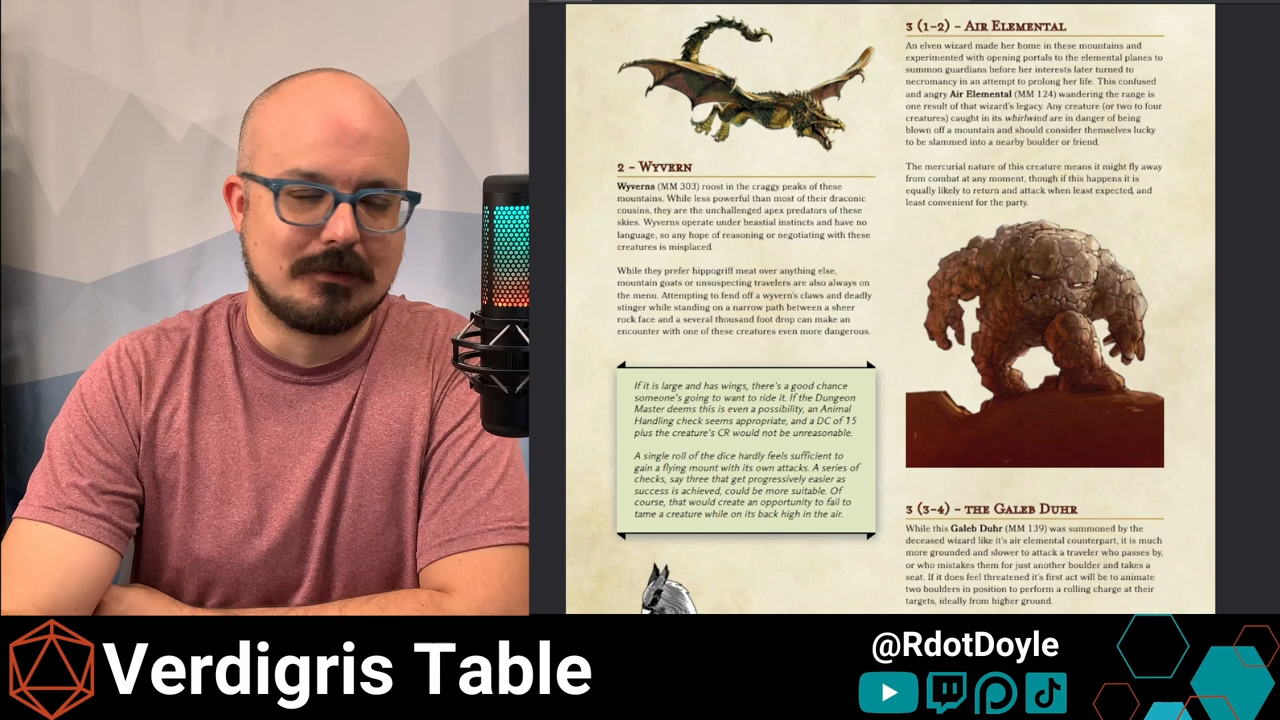 2 – Wyvern
Wyverns (MM 303) roost in the craggy peaks of these
mountains. While less powerful than most of their draconic
cousins, they are the unchallenged apex predators of these
skies. Wyverns operate under beastial instincts and have no
language, so any hope of reasoning or negotiating with these
creatures is misplaced.
While they prefer hippogriff meat over anything else,
mountain goats or unsuspecting travelers are also always on
the menu. Attempting to fend off a wyvern's claws and deadly
stinger while standing on a narrow path between a sheer
rock face and a several thousand foot drop can make an
encounter with one of these creatures even more dangerous.
If it is large and has wings, there's a good chance
someone's going to want to ride it. If the Dungeon
Master deems this is even a possibility, an Animal
Handling check seems appropriate, and a DC of 15
plus the creature's CR would not be unreasonable.
A single roll of the dice hardly feels sufficient to
gain a flying mount with its own attacks. A series of
checks, say three that get progressively easier as
success is achieved, could be more suitable. Of
course, that would create an opportunity to fail to
tame a creature while on its back high in the air.
3 (1-2) – Air Elemental
An elven wizard made her home in these mountains and
experimented with opening portals to the elemental planes to
summon guardians before her interests later turned to
necromancy in an attempt to prolong her life. This confused
and angry Air Elemental (MM 124) wandering the range is
one result of that wizard's legacy. Any creature (or two to four
creatures) caught in its whirlwind are in danger of being
blown off a mountain and should consider themselves lucky
to be slammed into a nearby boulder or friend.
The mercurial nature of this creature means it might fly away
from combat at any moment, though if this happens it is
equally likely to return and attack when least expected, and
least convenient for the party.
3 (3-4) – the Galeb Duhr
While this Galeb Duhr (MM 139) was summoned by the
deceased wizard like it's air elemental counterpart, it is much
more grounded and slower to attack a traveler who passes by,
or who mistakes them for just another boulder and takes a
seat. If it does feel threatened it's first act will be to animate
two boulders in position to perform a rolling charge at their
targets, ideally from higher ground.
Verdigris Table
@RdotDoyle